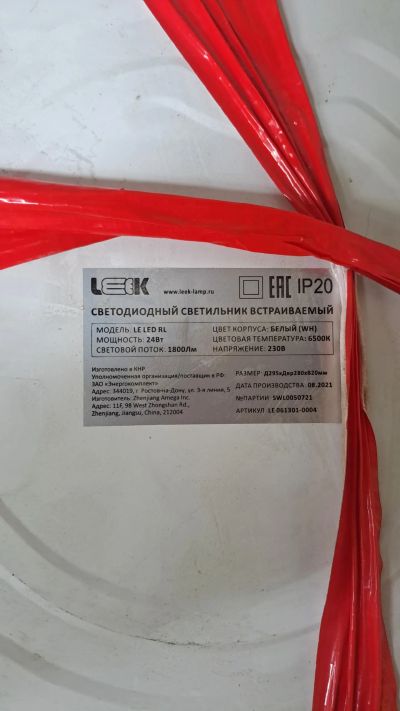 LEEK www.leek-lamp.ru EAC IP20
СВЕТОДИОДНЫЙ СВЕТИЛЬНИК ВСТРАИВАЕМЫЙ
МОДЕЛЬ: LE LED RL
МОЩНОСТЬ: 24Вт
СВЕТОВОЙ ПОТОК: 1800Лм
ЦВЕТ КОРПУСА: БЕЛЫЙ (WH)
ЦВЕТОВАЯ ТЕМПЕРАТУРА: 6500К
НАПРЯЖЕНИЕ: 230В
Изготовлено в КНР
Уполномоченная организация/поставщик в РФ:
ЗАО «Энергокомплект»
Адрес: 344019, г. Ростов-на-Дону, ул. 3-я линия, 5
Изготовитель: Zhenjiang Amega Inc.
Адрес: 11F, 98 West Zhongshan Rd.,
Zhenjiang, Jiangsu, China, 212004
РАЗМЕР: Д295хДвр280хВ20мм
ДАТА ПРОИЗВОДСТВА: 08.2021
№ПАРТИИ: SWL0050721
АРТИКУЛ: LE 061301-0004